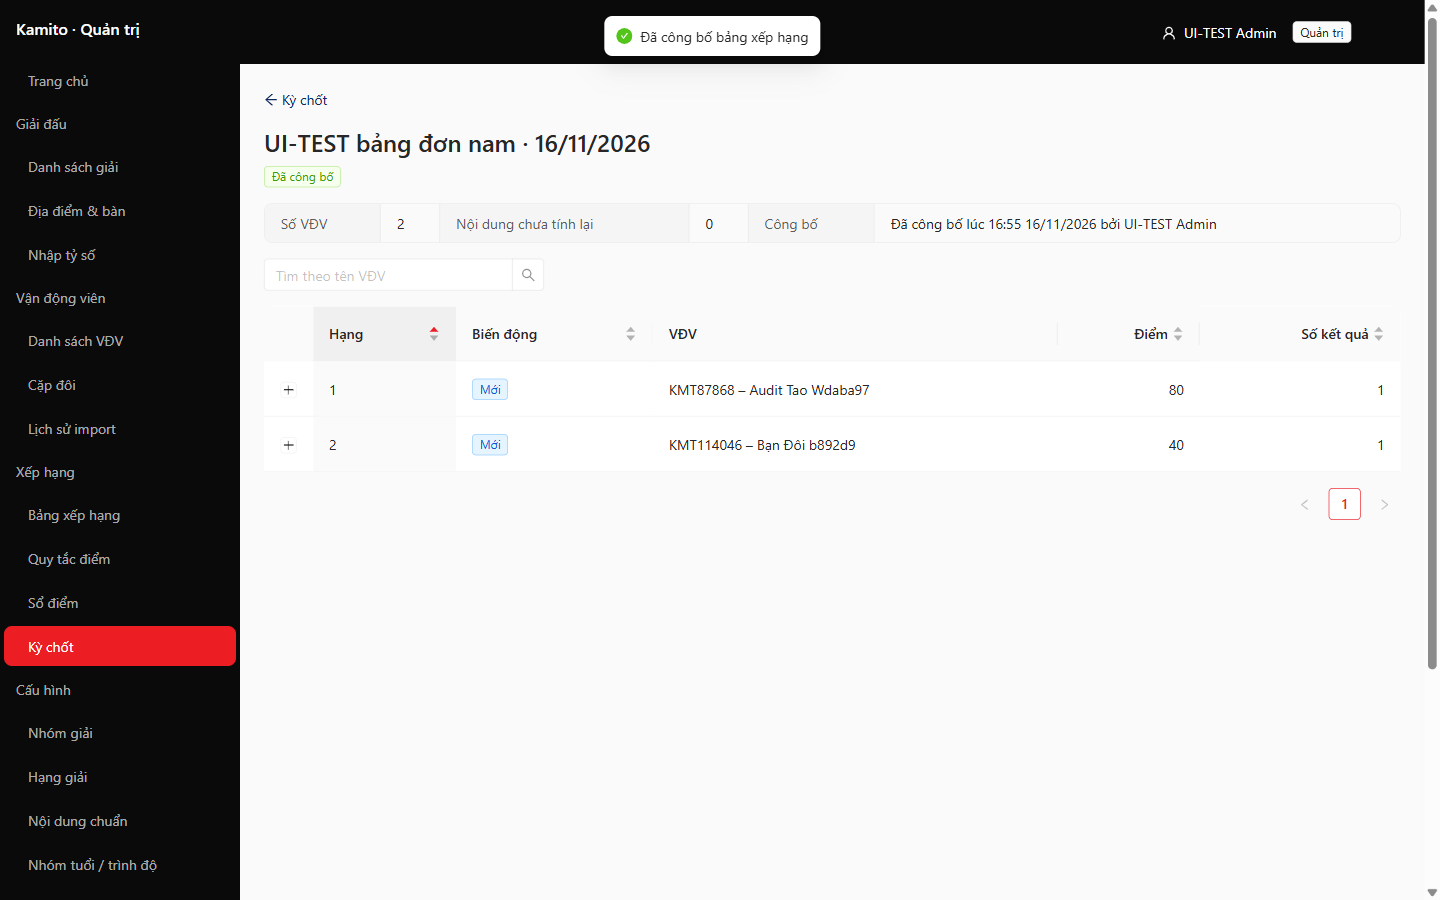 Kamito · Quản trị
Đã công bố bảng xếp hạng
UI-TEST Admin
Quản trị
Trang chủ
Giải đấu
Danh sách giải
Địa điểm & bàn
Nhập tỷ số
Vận động viên
Danh sách VĐV
Cặp đôi
Lịch sử import
Xếp hạng
Bảng xếp hạng
Quy tắc điểm
Sổ điểm
Kỳ chốt
Cấu hình
Nhóm giải
Hạng giải
Nội dung chuẩn
Nhóm tuổi / trình độ
Kỳ chốt
UI-TEST bảng đơn nam · 16/11/2026
Đã công bố
Số VĐV 2 Nội dung chưa tính lại 0 Công bố Đã công bố lúc 16:55 16/11/2026 bởi UI-TEST Admin
Tìm theo tên VĐV
Hạng Biến động VĐV Điểm Số kết quả
1 Mới KMT87868 – Audit Tao Wdaba97 80 1
2 Mới KMT114046 – Bạn Đôi b892d9 40 1
1